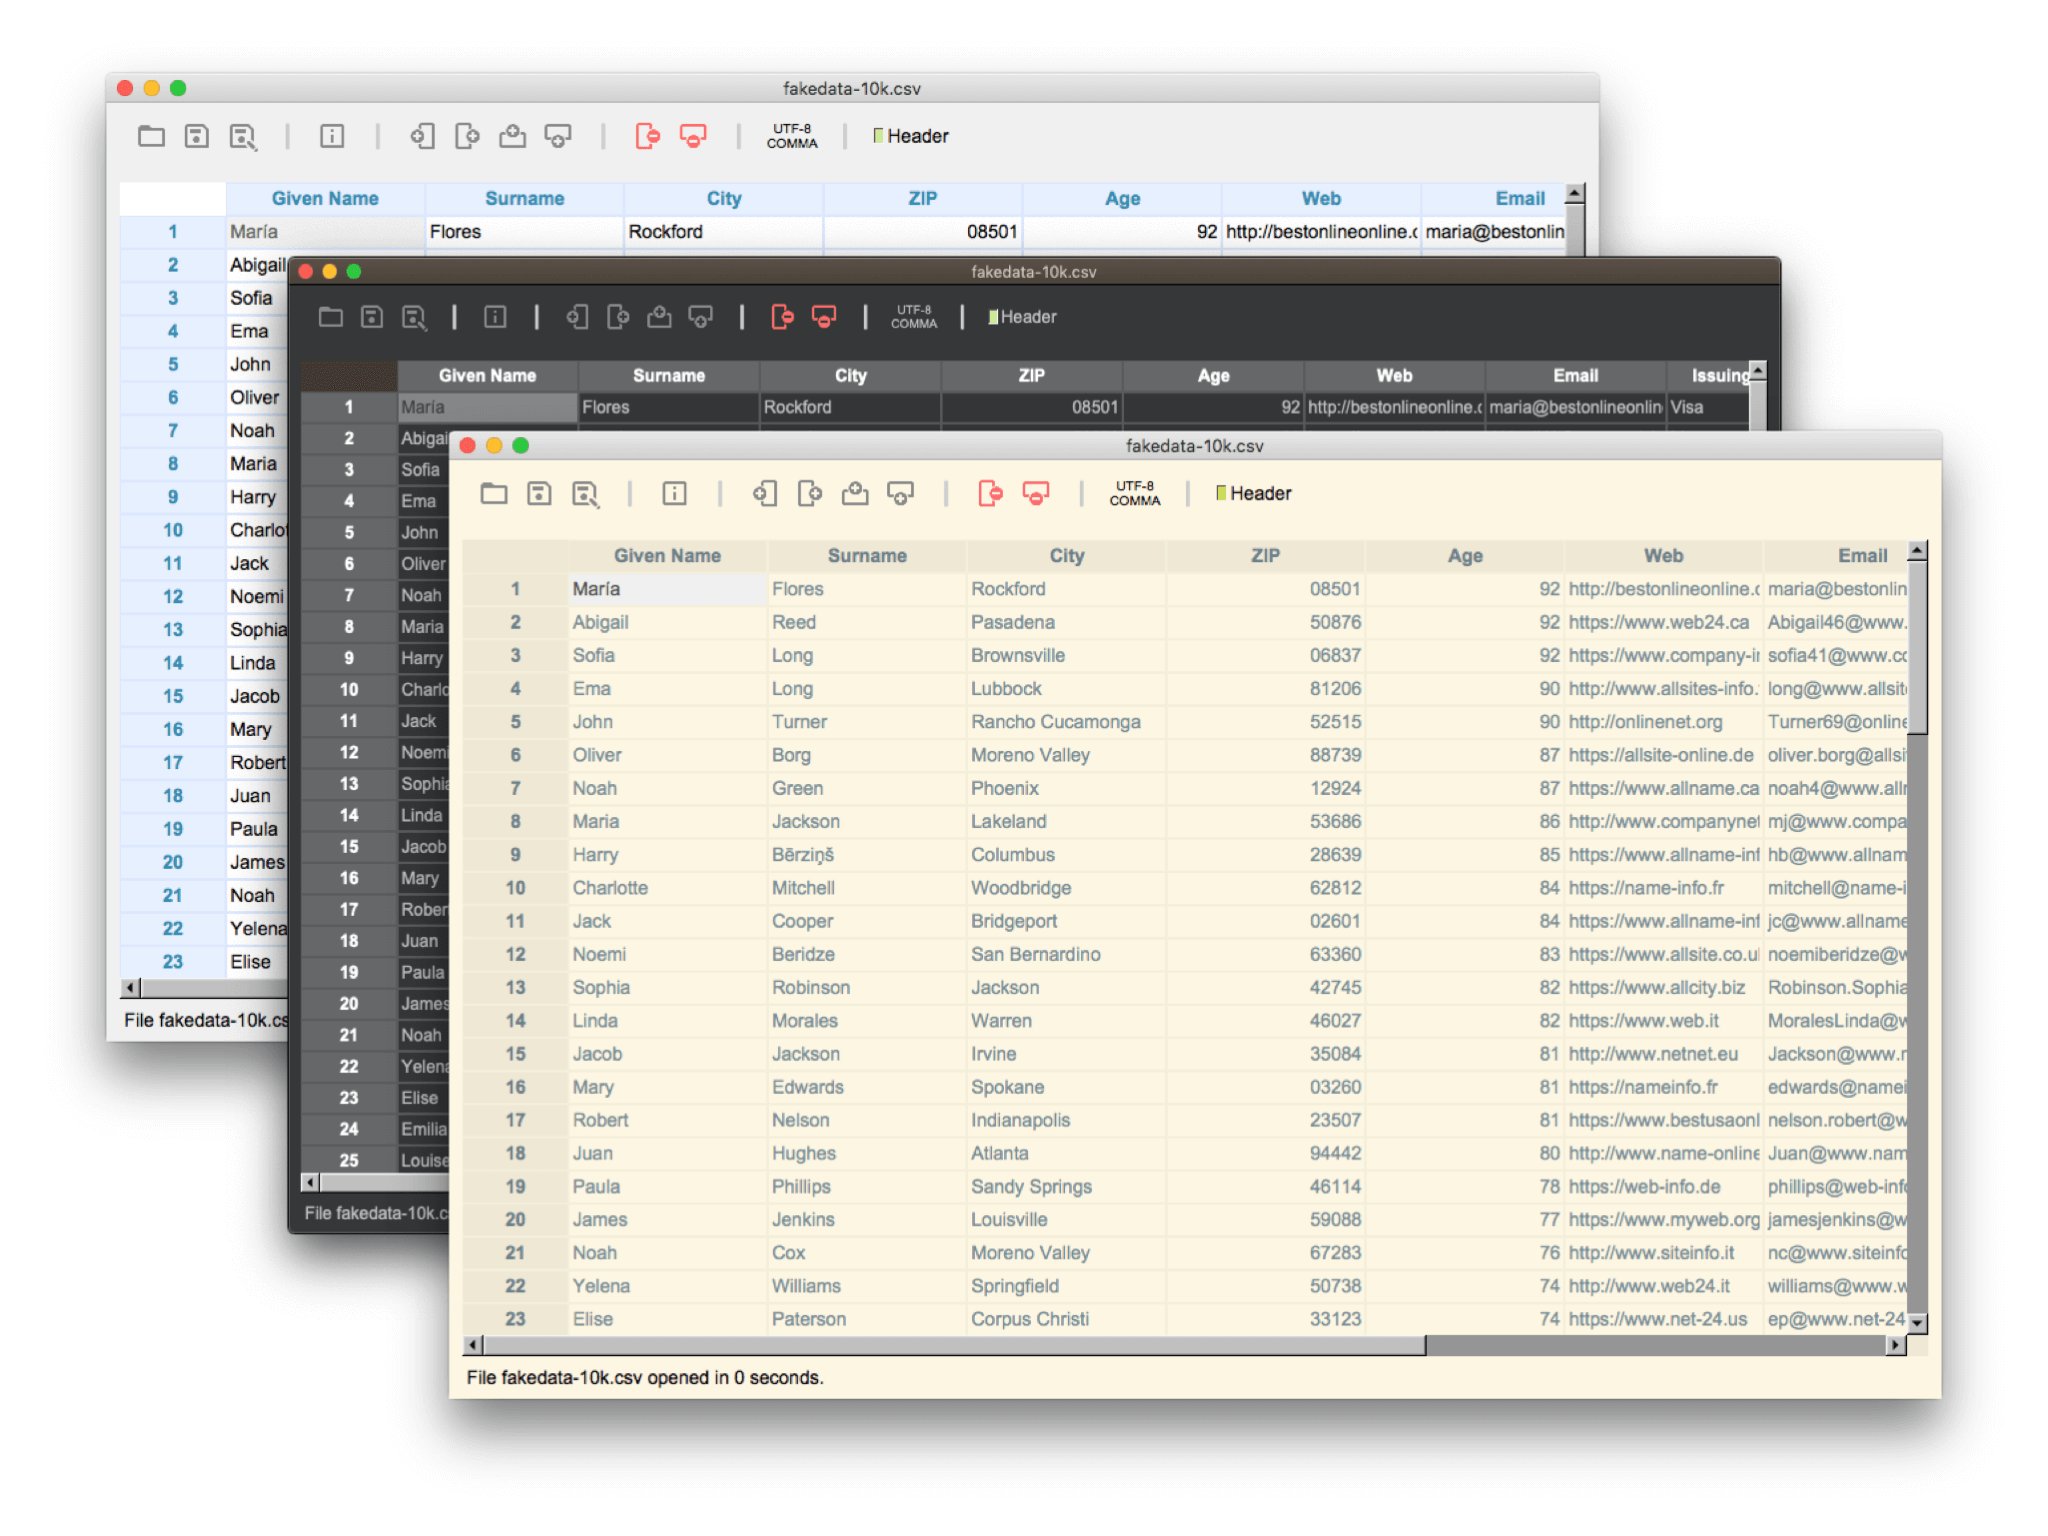 fakedata-10k.csv
UTF-8
COMMA
Header
Given Name Surname City ZIP Age Web Email
1 María Flores Rockford 08501 92 http://bestonlineonline.c maria@bestonlin
2 Abigail
3 Sofia
4 Ema
5 John
6 Oliver
7 Noah
8 Maria
9 Harry
10 Charlot
11 Jack
12 Noemi
13 Sophia
14 Linda
15 Jacob
16 Mary
17 Robert
18 Juan
19 Paula
20 James
21 Noah
22 Yelena
23 Elise
File fakedata-10k.cs
fakedata-10k.csv
UTF-8
COMMA
Header
Given Name Surname City ZIP Age Web Email Issuing
1 María Flores Rockford 08501 92 http://bestonlineonline.c maria@bestonlineonlin Visa
2 Abigai
3 Sofia
4 Ema
5 John
6 Oliver
7 Noah
8 Maria
9 Harry
10 Charlo
11 Jack
12 Noemi
13 Sophia
14 Linda
15 Jacob
16 Mary
17 Rober
18 Juan
19 Paula
20 James
21 Noah
22 Yelena
23 Elise
24 Emilia
25 Louise
File fakedata-10k.cs
fakedata-10k.csv
UTF-8
COMMA
Header
Given Name Surname City ZIP Age Web Email
1 María Flores Rockford 08501 92 http://bestonlineonline.c maria@bestonlin
2 Abigail Reed Pasadena 50876 92 https://www.web24.ca Abigail46@www.
3 Sofia Long Brownsville 06837 92 https://www.company-i sofia41@www.co
4 Ema Long Lubbock 81206 90 http://www.allsites-info. long@www.allsit
5 John Turner Rancho Cucamonga 52515 90 http://onlinenet.org Turner69@online
6 Oliver Borg Moreno Valley 88739 87 https://allsite-online.de oliver.borg@allsi
7 Noah Green Phoenix 12924 87 https://www.allname.ca noah4@www.alln
8 Maria Jackson Lakeland 53686 86 http://www.companynet mj@www.compa
9 Harry Bērziņš Columbus 28639 85 https://www.allname-inf hb@www.allnam
10 Charlotte Mitchell Woodbridge 62812 84 https://name-info.fr mitchell@name-i
11 Jack Cooper Bridgeport 02601 84 https://www.allname-inf jc@www.allname
12 Noemi Beridze San Bernardino 63360 83 https://www.allsite.co.u noemiberidze@w
13 Sophia Robinson Jackson 42745 82 https://www.allcity.biz Robinson.Sophia
14 Linda Morales Warren 46027 82 https://www.web.it MoralesLinda@w
15 Jacob Jackson Irvine 35084 81 http://www.netnet.eu Jackson@www.n
16 Mary Edwards Spokane 03260 81 https://nameinfo.fr edwards@namei
17 Robert Nelson Indianapolis 23507 81 https://www.bestusaonl nelson.robert@w
18 Juan Hughes Atlanta 94442 80 http://www.name-online Juan@www.nam
19 Paula Phillips Sandy Springs 46114 78 https://web-info.de phillips@web-info
20 James Jenkins Louisville 59088 77 https://www.myweb.org jamesjenkins@w
21 Noah Cox Moreno Valley 67283 76 http://www.siteinfo.it nc@www.siteinfo
22 Yelena Williams Springfield 50738 74 http://www.web24.it williams@www.w
23 Elise Paterson Corpus Christi 33123 74 https://www.net-24.us ep@www.net-24
File fakedata-10k.csv opened in 0 seconds.